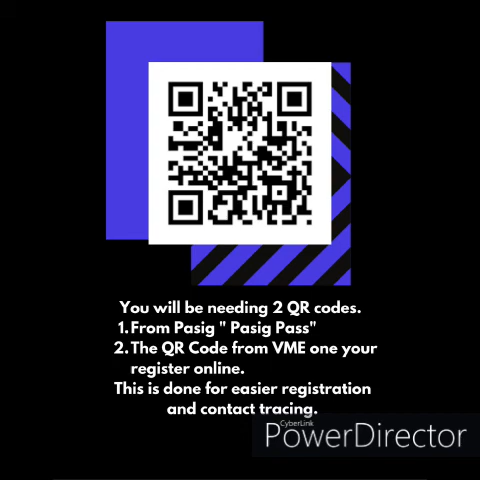 You will be needing 2 QR codes.
1. From Pasig " Pasig Pass"
2. The QR Code from VME one your
register online.
This is done for easier registration
and contact tracing.
CyberLink
PowerDirector